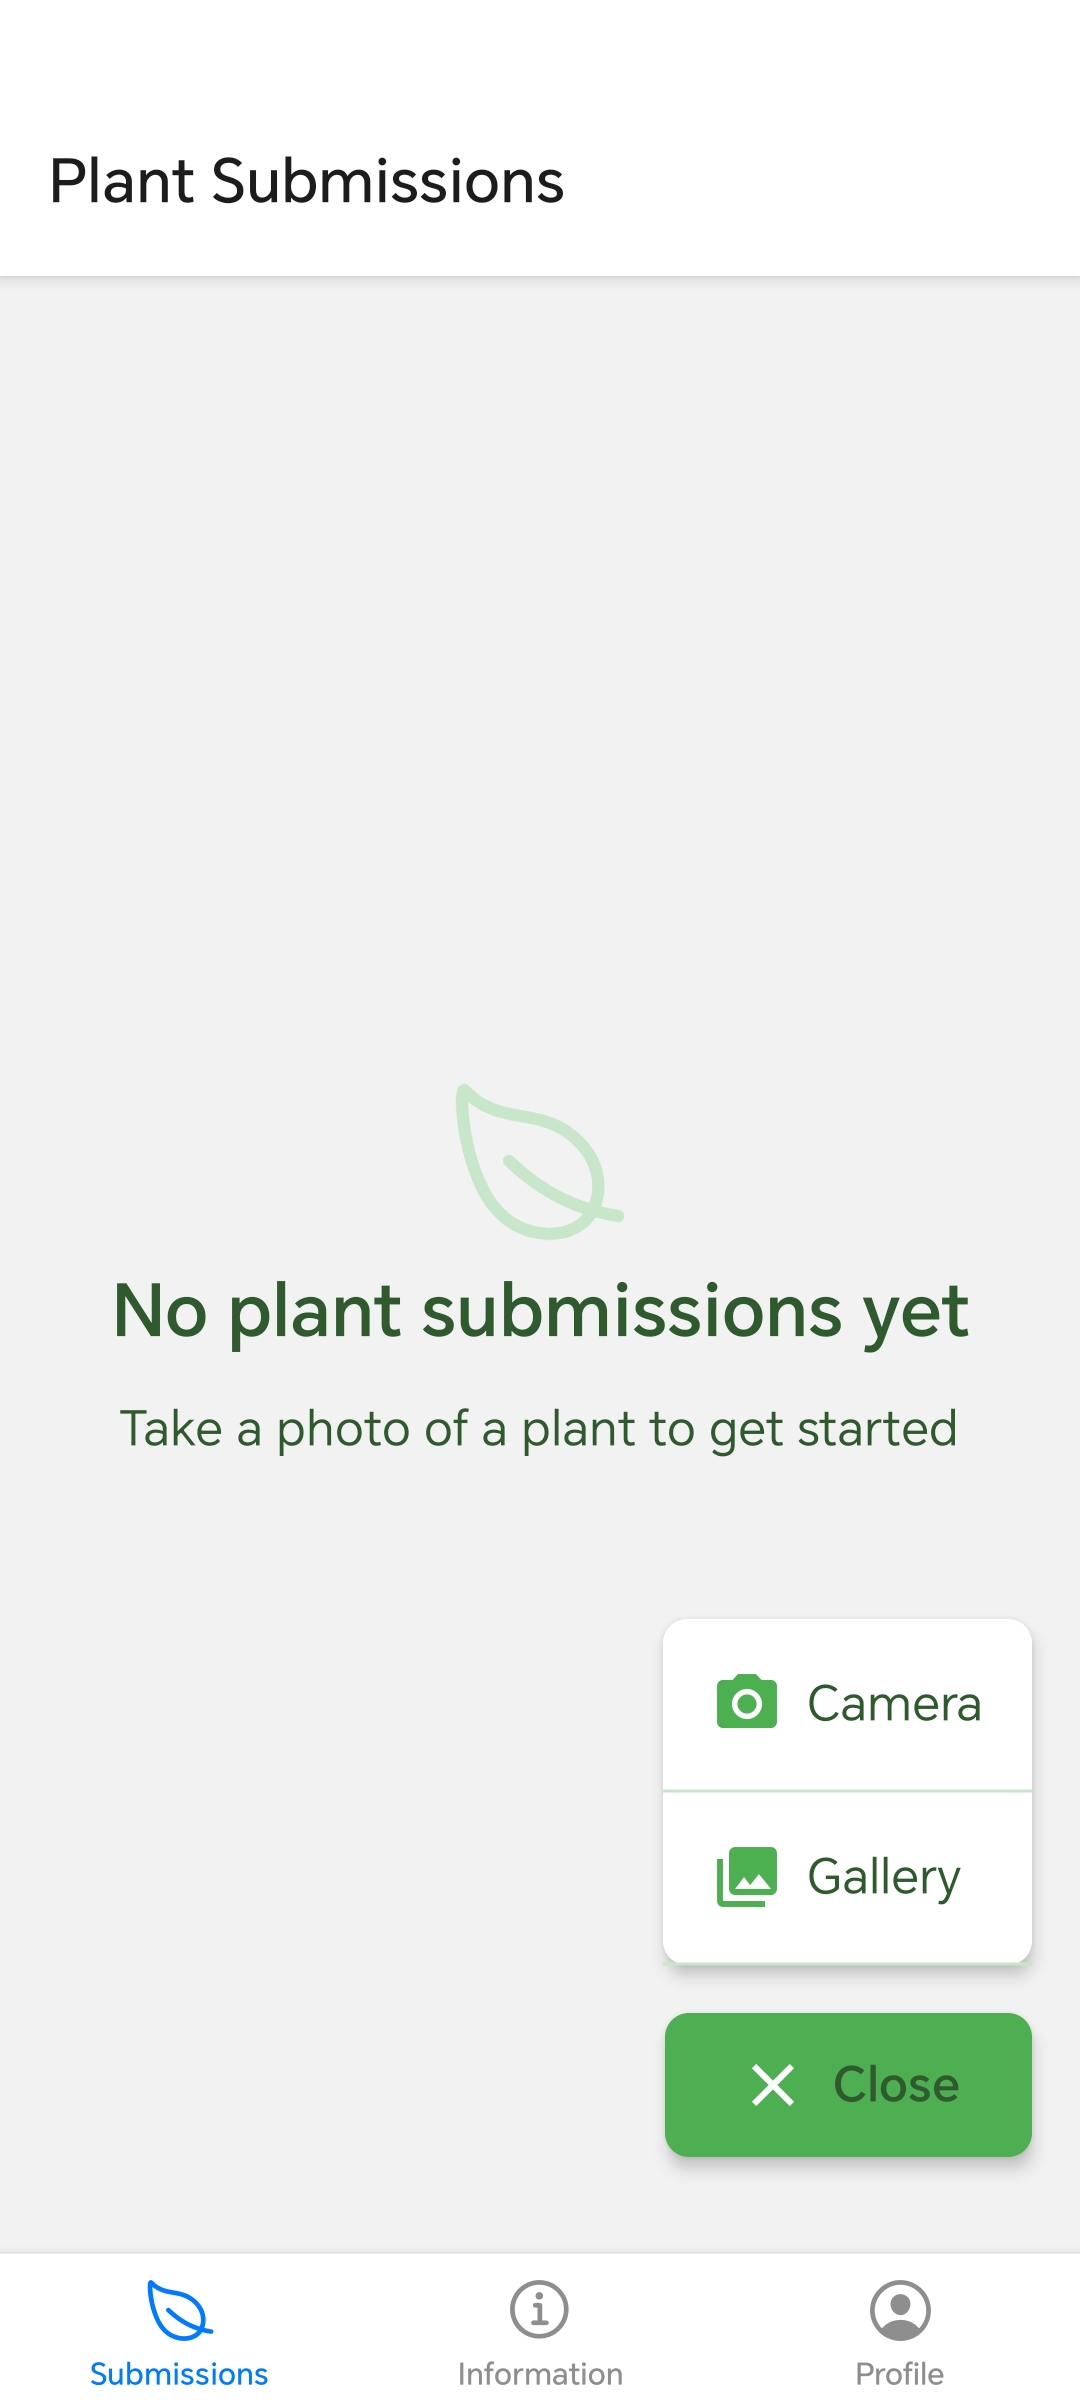 Plant Submissions
No plant submissions yet
Take a photo of a plant to get started
Camera
Gallery
Close
Submissions
Information
Profile